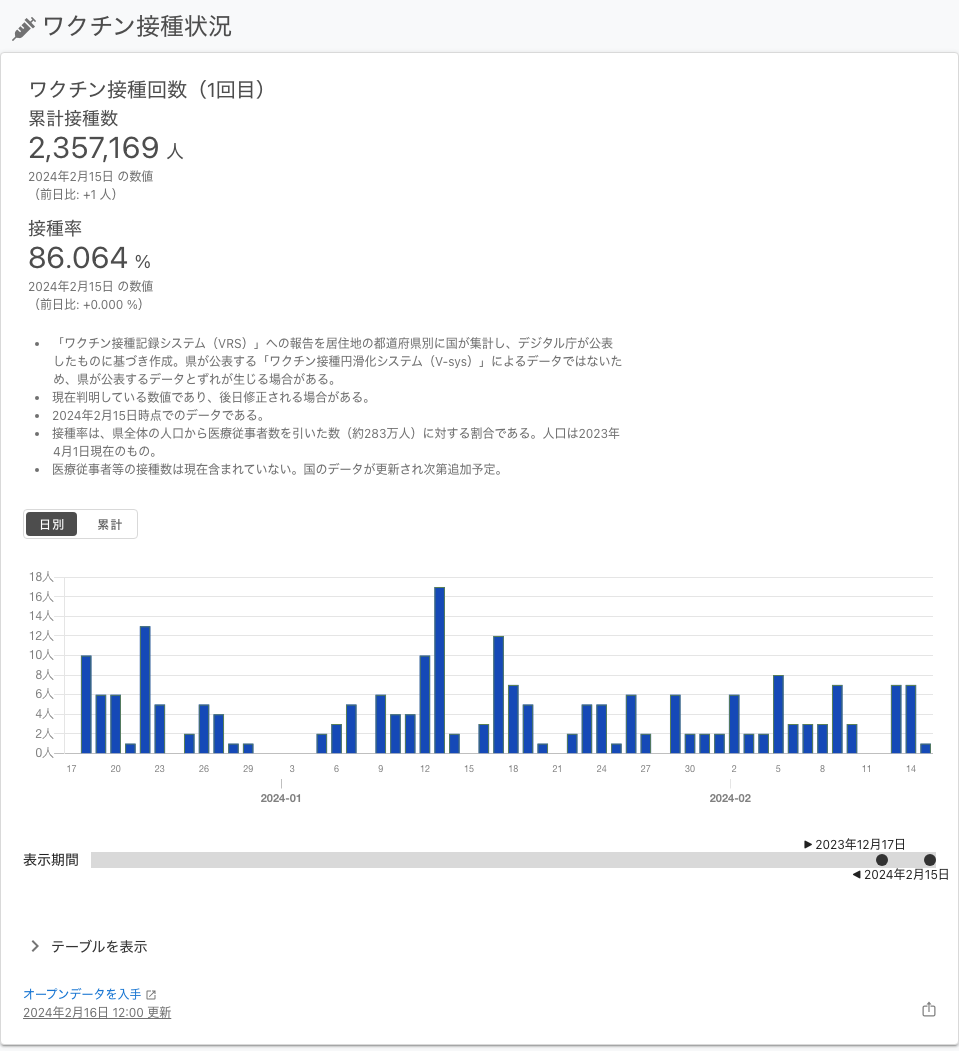 ワクチン接種状況
ワクチン接種回数（1回目）
累計接種数
2,357,169 人
2024年2月15日 の数値
（前日比: +1 人）
接種率
86.064 %
2024年2月15日 の数値
（前日比: +0.000 %）
• 「ワクチン接種記録システム（VRS）」への報告を居住地の都道府県別に国が集計し、デジタル庁が公表
したものに基づき作成。県が公表する「ワクチン接種円滑化システム（V-sys）」によるデータではないた
め、県が公表するデータとずれが生じる場合がある。
• 現在判明している数値であり、後日修正される場合がある。
• 2024年2月15日時点でのデータである。
• 接種率は、県全体の人口から医療従事者数を引いた数（約283万人）に対する割合である。人口は2023年
4月1日現在のもの。
• 医療従事者等の接種数は現在含まれていない。国のデータが更新され次第追加予定。
日別 累計
18人
16人
14人
12人
10人
8人
6人
4人
2人
0人
17 20 23 26 29 3 6 9 12 15 18 21 24 27 30 2 5 8 11 14
2024-01 2024-02
▶ 2023年12月17日
表示期間
◀ 2024年2月15日
テーブルを表示
オープンデータを入手
2024年2月16日 12:00 更新